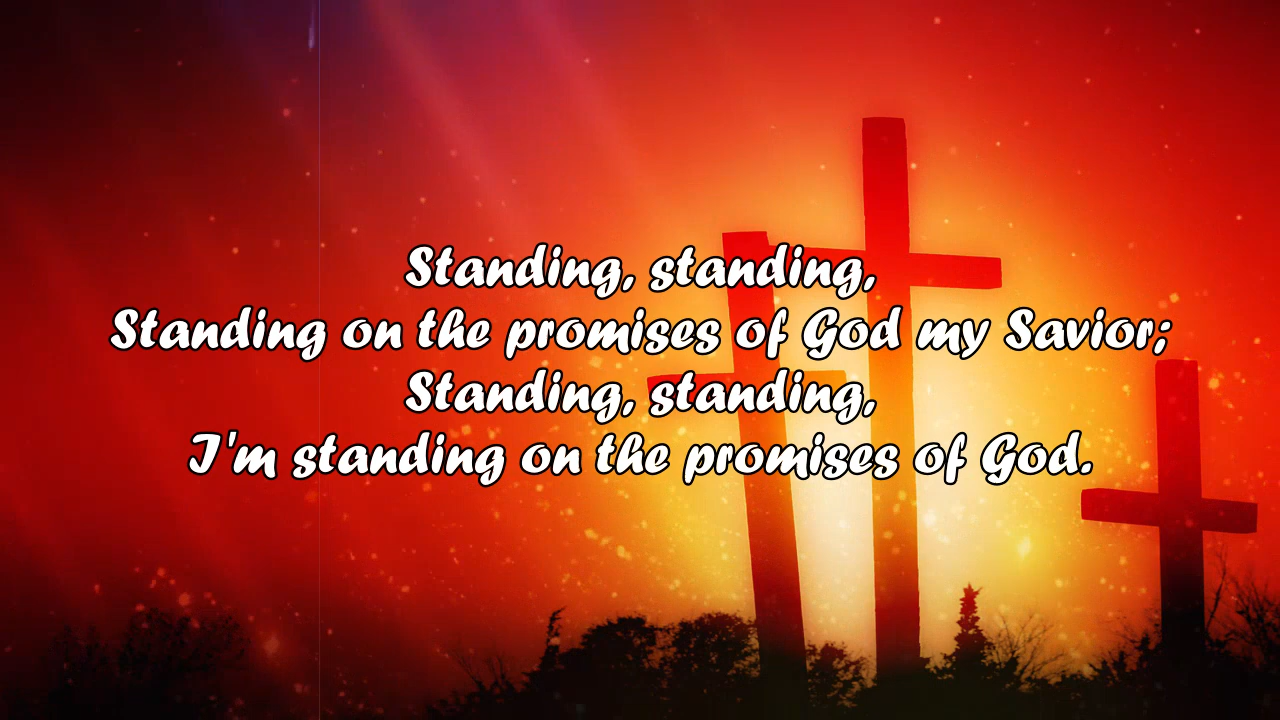 Standing, standing,
Standing on the promises of God my Savior;
Standing, standing,
I'm standing on the promises of God.